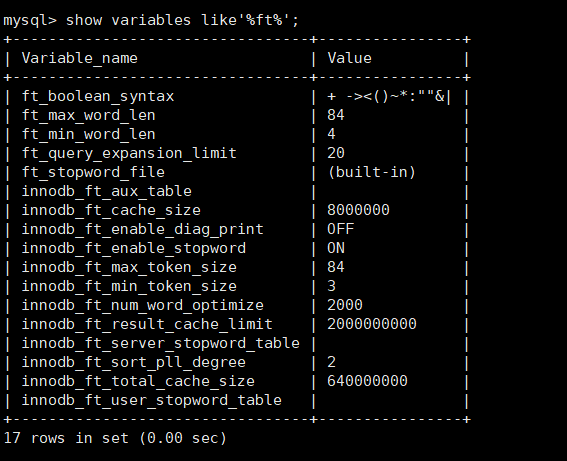 mysql> show variables like'%ft%';
+---------------------------------+----------------+
| Variable_name                   | Value          |
+---------------------------------+----------------+
| ft_boolean_syntax               | + -><()~*:""&| |
| ft_max_word_len                 | 84             |
| ft_min_word_len                 | 4              |
| ft_query_expansion_limit        | 20             |
| ft_stopword_file                | (built-in)     |
| innodb_ft_aux_table             |                |
| innodb_ft_cache_size            | 8000000        |
| innodb_ft_enable_diag_print     | OFF            |
| innodb_ft_enable_stopword       | ON             |
| innodb_ft_max_token_size        | 84             |
| innodb_ft_min_token_size        | 3              |
| innodb_ft_num_word_optimize     | 2000           |
| innodb_ft_result_cache_limit    | 2000000000     |
| innodb_ft_server_stopword_table |                |
| innodb_ft_sort_pll_degree       | 2              |
| innodb_ft_total_cache_size      | 640000000      |
| innodb_ft_user_stopword_table   |                |
+---------------------------------+----------------+
17 rows in set (0.00 sec)